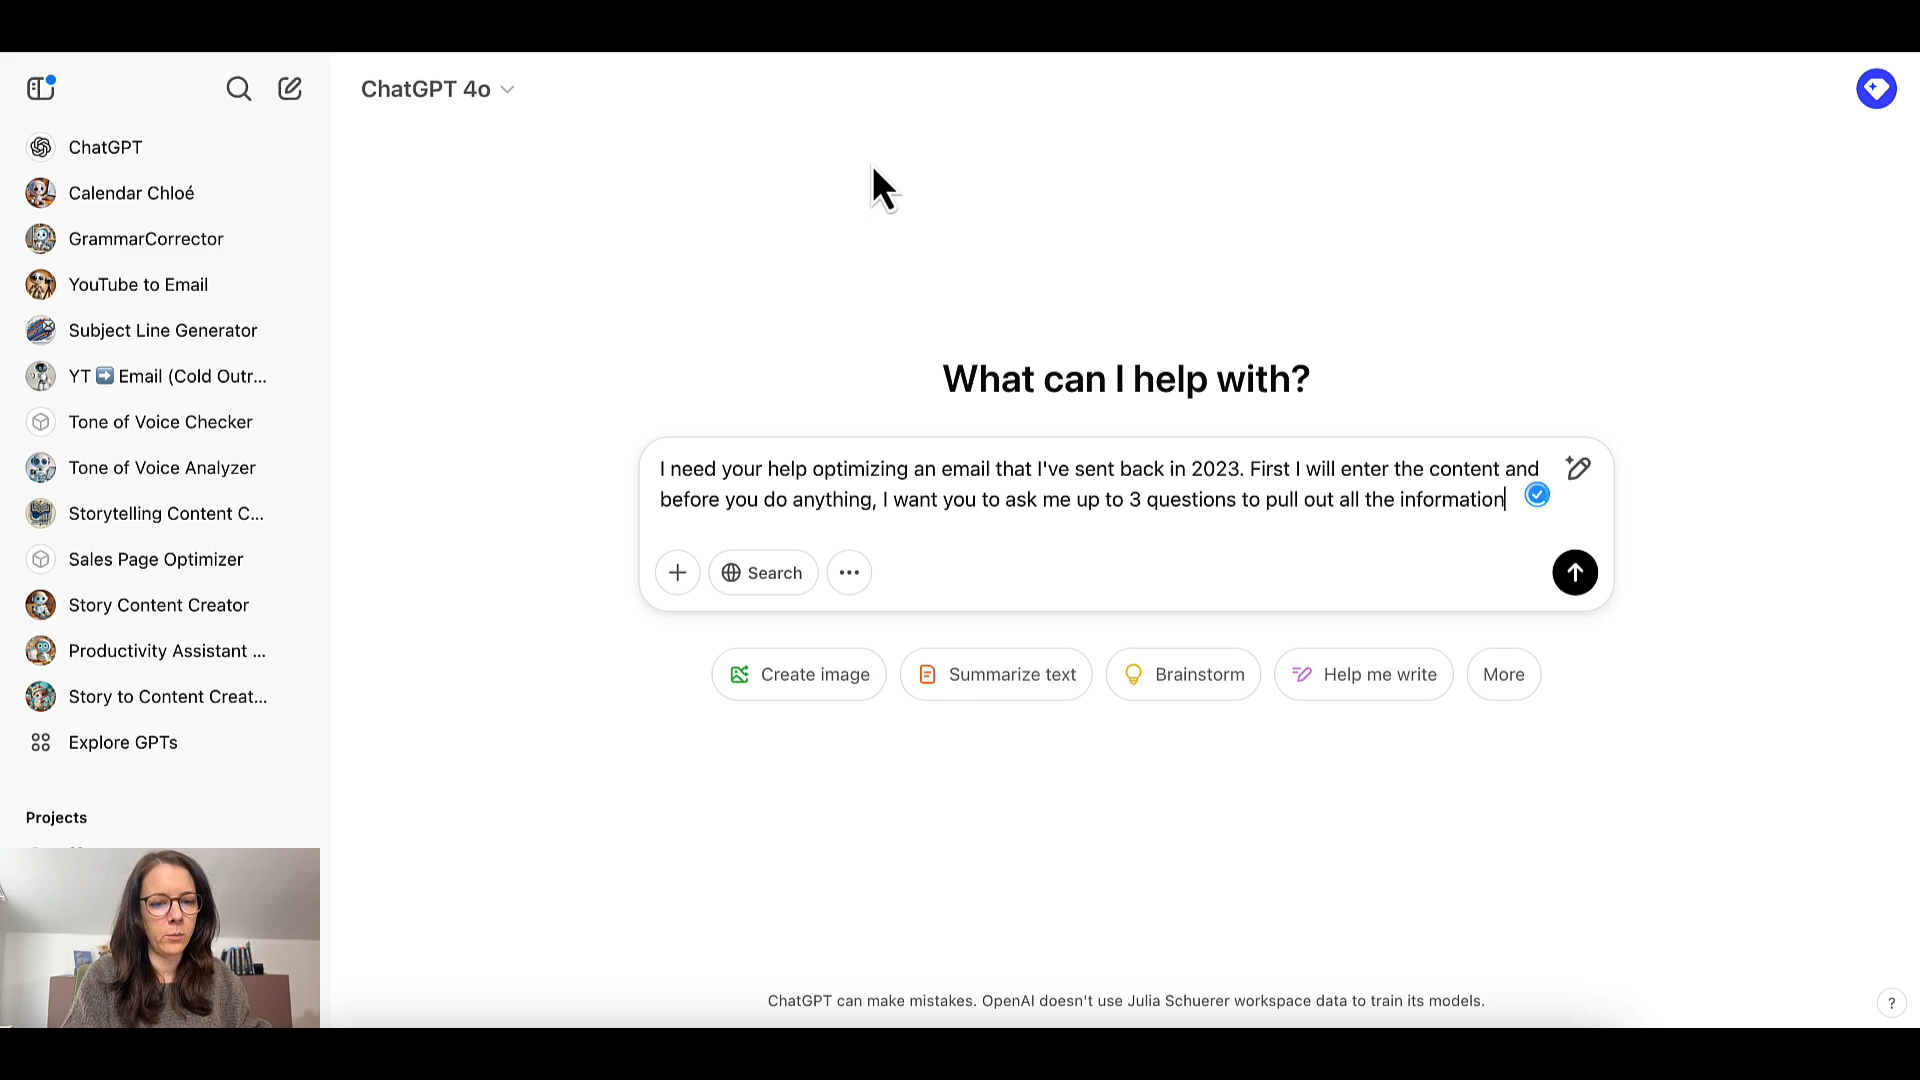 ChatGPT 4o
ChatGPT
Calendar Chloé
GrammarCorrector
YouTube to Email
Subject Line Generator
YT ➡️ Email (Cold Outr...
Tone of Voice Checker
Tone of Voice Analyzer
Storytelling Content C...
Sales Page Optimizer
Story Content Creator
Productivity Assistant ...
Story to Content Creat...
Explore GPTs
Projects
What can I help with?
I need your help optimizing an email that I've sent back in 2023. First I will enter the content and
before you do anything, I want you to ask me up to 3 questions to pull out all the information
Search
Create image
Summarize text
Brainstorm
Help me write
More
ChatGPT can make mistakes. OpenAI doesn't use Julia Schuerer workspace data to train its models.
?